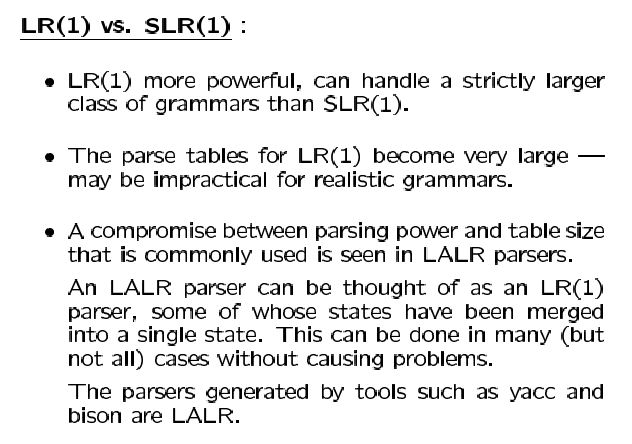 LR(1) vs. SLR(1) :
• LR(1) more powerful, can handle a strictly larger
class of grammars than SLR(1).
• The parse tables for LR(1) become very large —
may be impractical for realistic grammars.
• A compromise between parsing power and table size
that is commonly used is seen in LALR parsers.
An LALR parser can be thought of as an LR(1)
parser, some of whose states have been merged
into a single state. This can be done in many (but
not all) cases without causing problems.
The parsers generated by tools such as yacc and
bison are LALR.